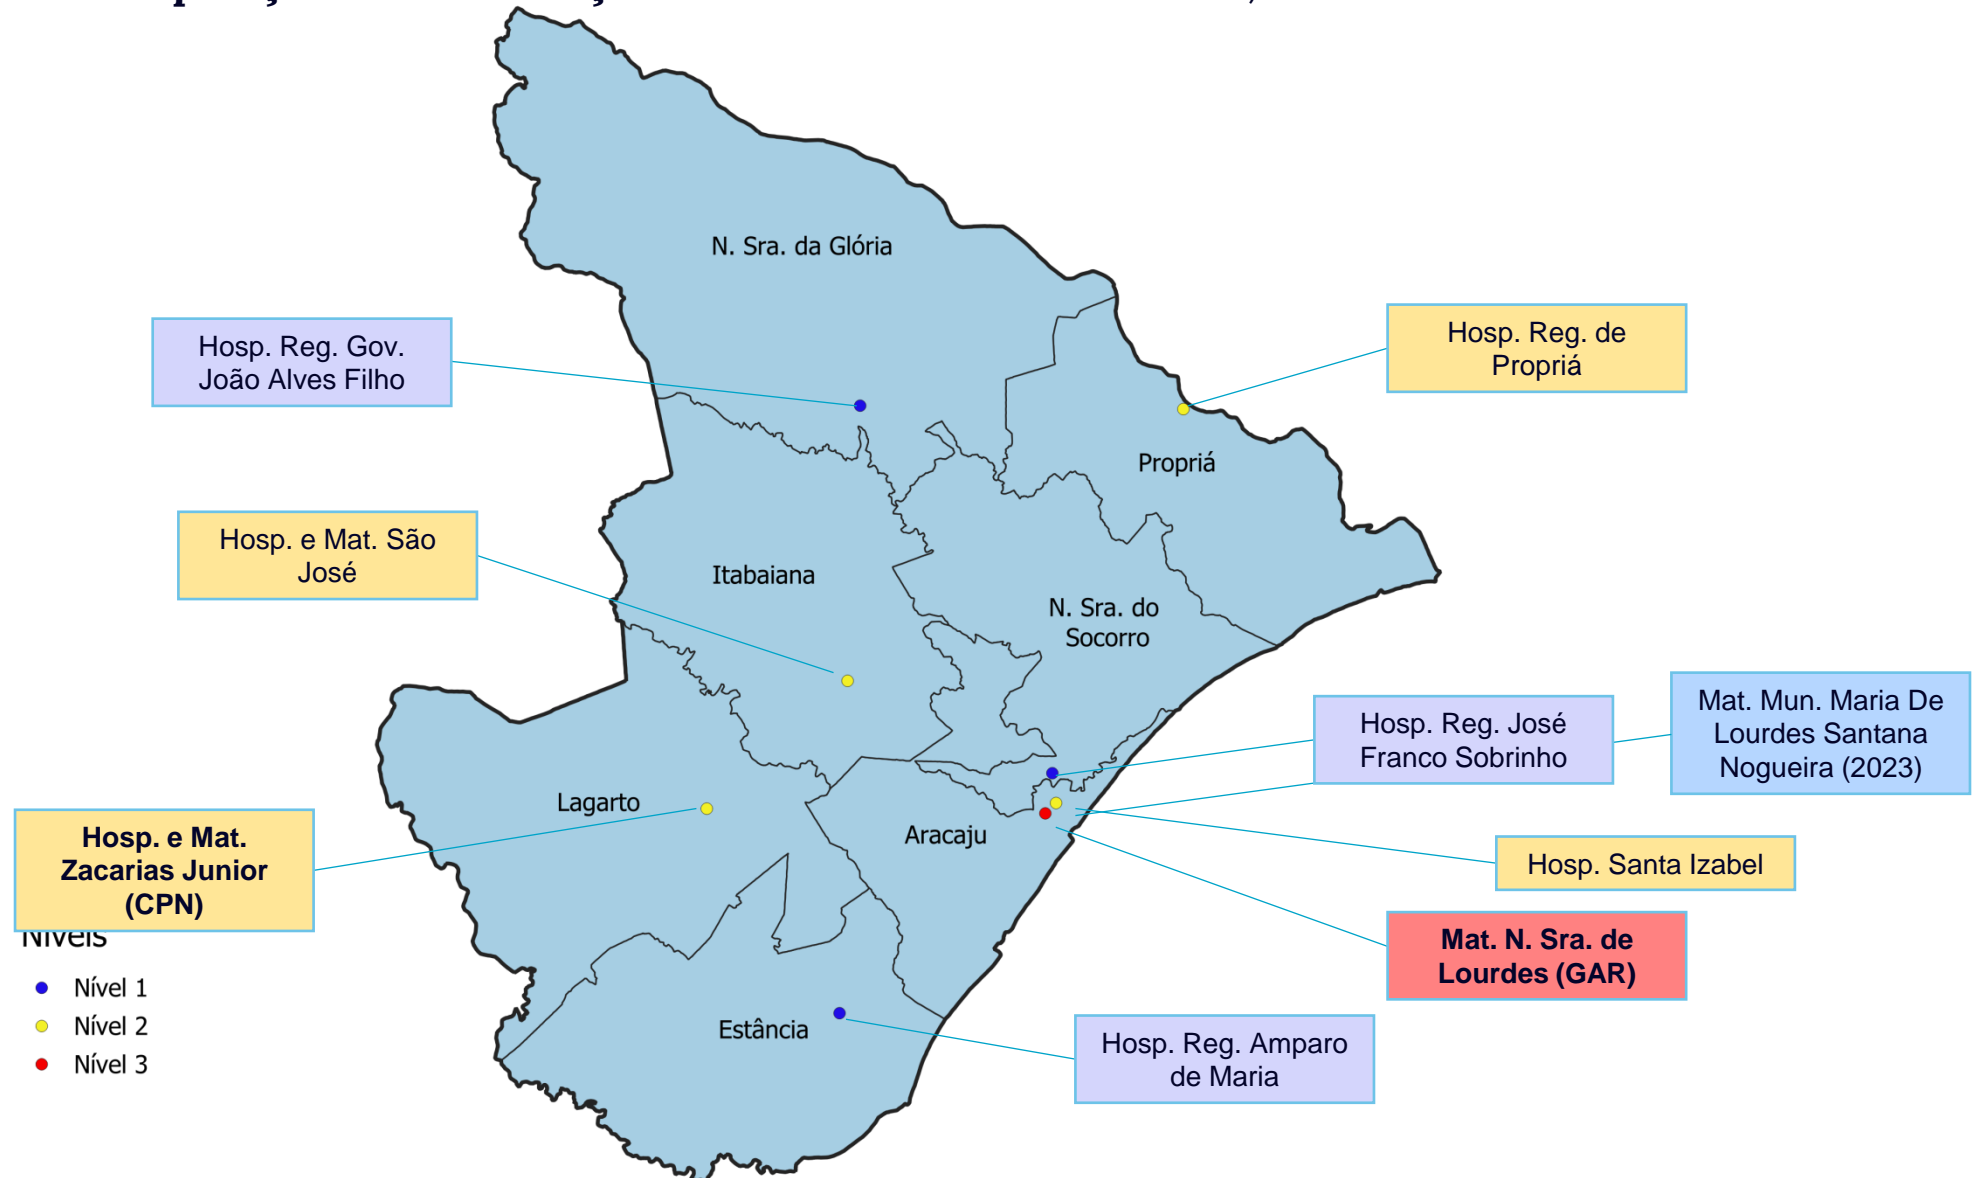 N. Sra. da Glória
Hosp. Reg. Gov.
João Alves Filho
Hosp. Reg. de
Propriá
Propriá
Hosp. e Mat. São
José
Itabaiana
N. Sra. do
Socorro
Hosp. Reg. José
Franco Sobrinho
Mat. Mun. Maria De
Lourdes Santana
Nogueira (2023)
Lagarto
Aracaju
Hosp. e Mat.
Zacarias Junior
(CPN)
Hosp. Santa Izabel
Mat. N. Sra. de
Lourdes (GAR)
Níveis
Nível 1
Nível 2
Nível 3
Estância
Hosp. Reg. Amparo
de Maria